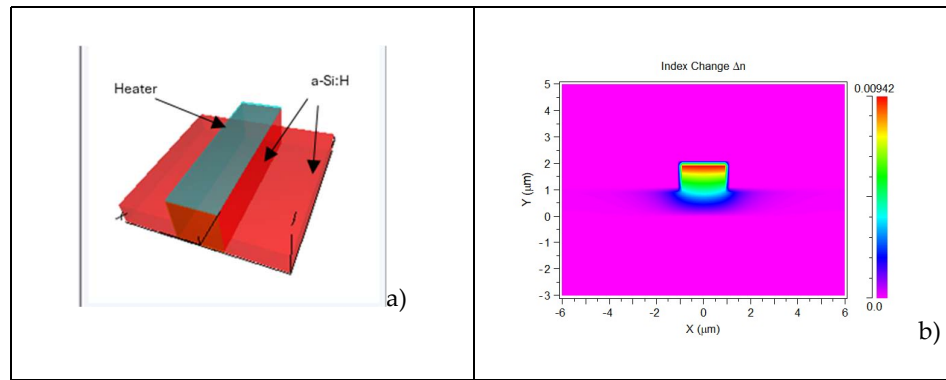 Heater
a-Si:H
a)
Index Change Δn
0.00942
5
4
3
2
1
0
-1
-2
-3
Y (μm)
-6
-4
-2
0
2
4
6
X (μm)
0.0
b)